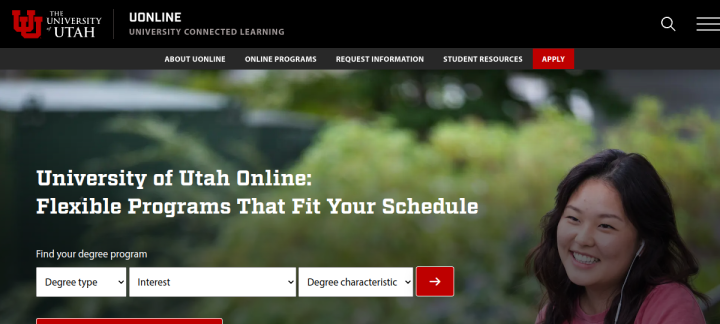 THE
UNIVERSITY
OF UTAH
UONLINE
UNIVERSITY CONNECTED LEARNING
ABOUT UONLINE
ONLINE PROGRAMS
REQUEST INFORMATION
STUDENT RESOURCES
APPLY
University of Utah Online:
Flexible Programs That Fit Your Schedule
Find your degree program
Degree type
Interest
Degree characteristic